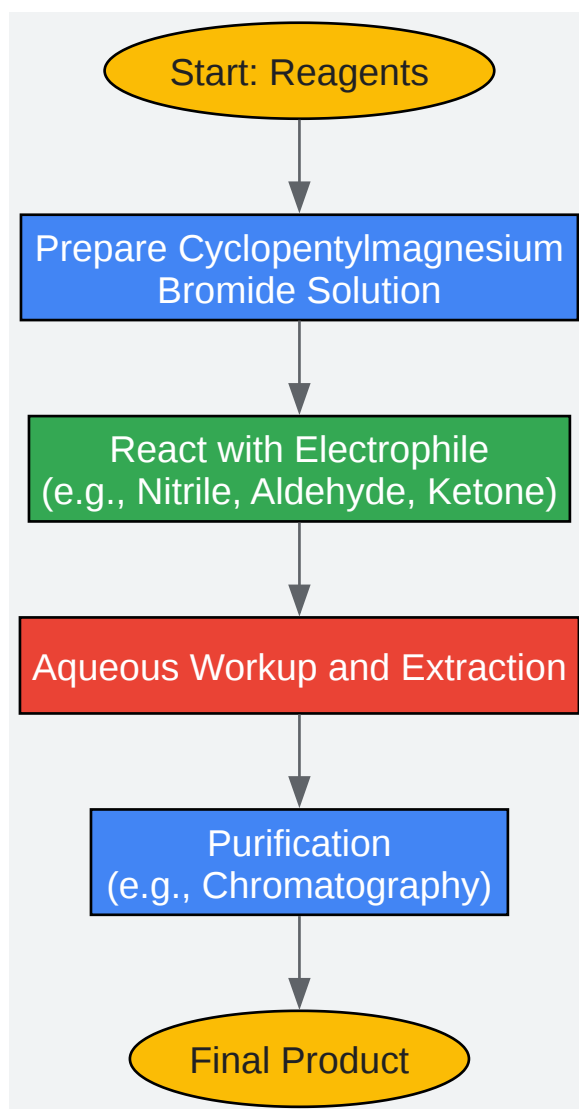 Start: Reagents
Prepare Cyclopentylmagnesium
Bromide Solution
React with Electrophile
(e.g., Nitrile, Aldehyde, Ketone)
Aqueous Workup and Extraction
Purification
(e.g., Chromatography)
Final Product